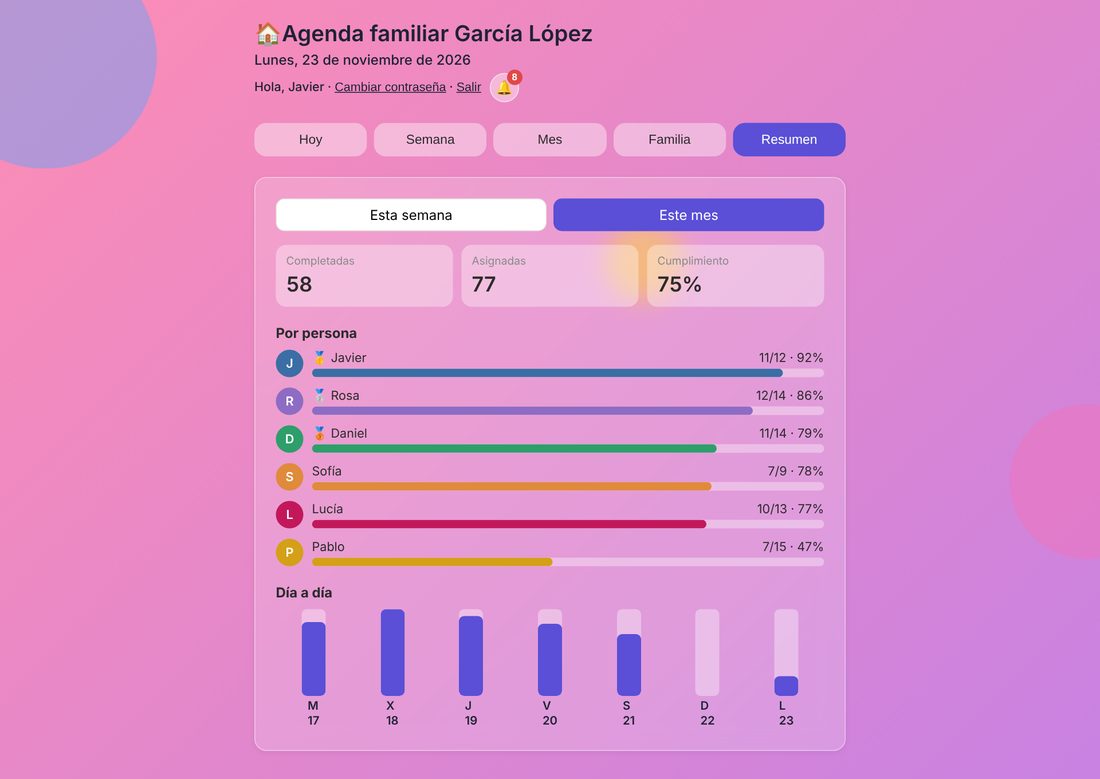 🏠Agenda familiar García López
Lunes, 23 de noviembre de 2026
Hola, Javier · Cambiar contraseña · Salir 🔔 8
Hoy Semana Mes Familia Resumen
Esta semana Este mes
Completadas Asignadas Cumplimiento
58 77 75%
Por persona
J 🥇 Javier 11/12 · 92%
R 🥈 Rosa 12/14 · 86%
D 🥉 Daniel 11/14 · 79%
S Sofía 7/9 · 78%
L Lucía 10/13 · 77%
P Pablo 7/15 · 47%
Día a día
M X J V S D L
17 18 19 20 21 22 23